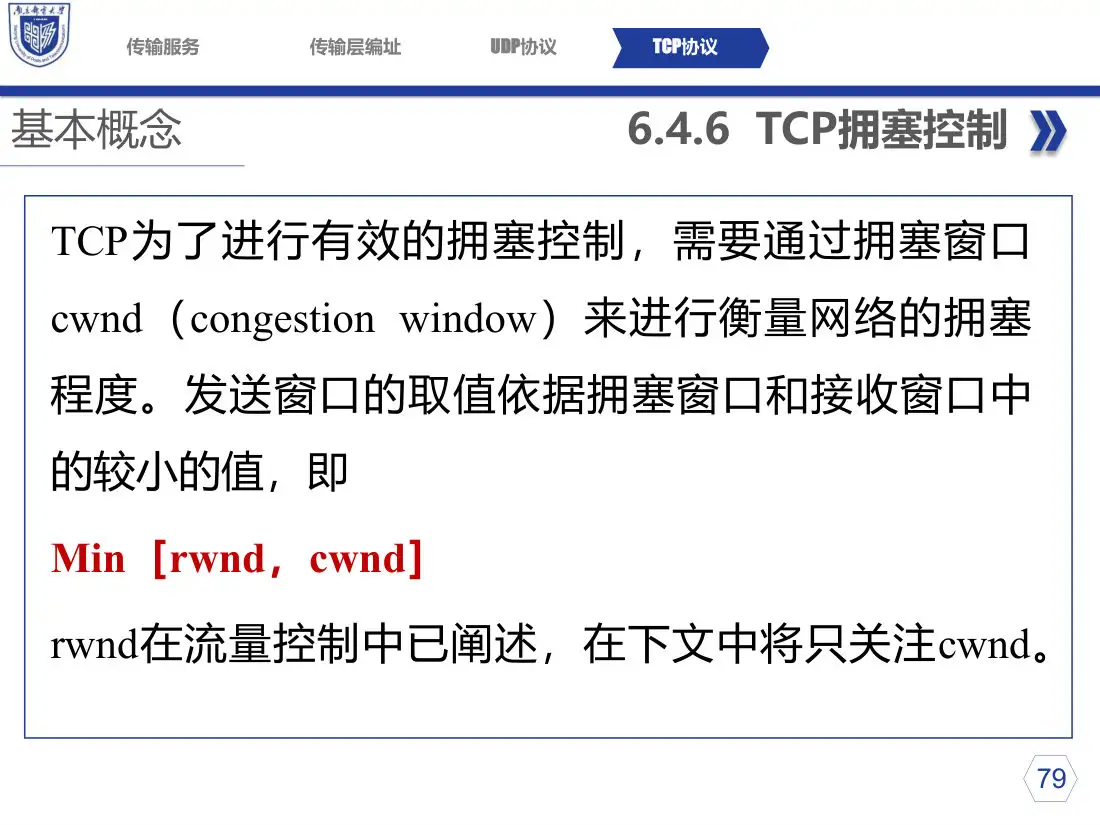 南京邮电大学
传输服务
传输层编址
UDP协议
TCP协议
基本概念
6.4.6 TCP拥塞控制
TCP为了进行有效的拥塞控制，需要通过拥塞窗口
cwnd（congestion window）来进行衡量网络的拥塞
程度。发送窗口的取值依据拥塞窗口和接收窗口中
的较小的值，即
Min［rwnd，cwnd］
rwnd在流量控制中已阐述，在下文中将只关注cwnd。
79